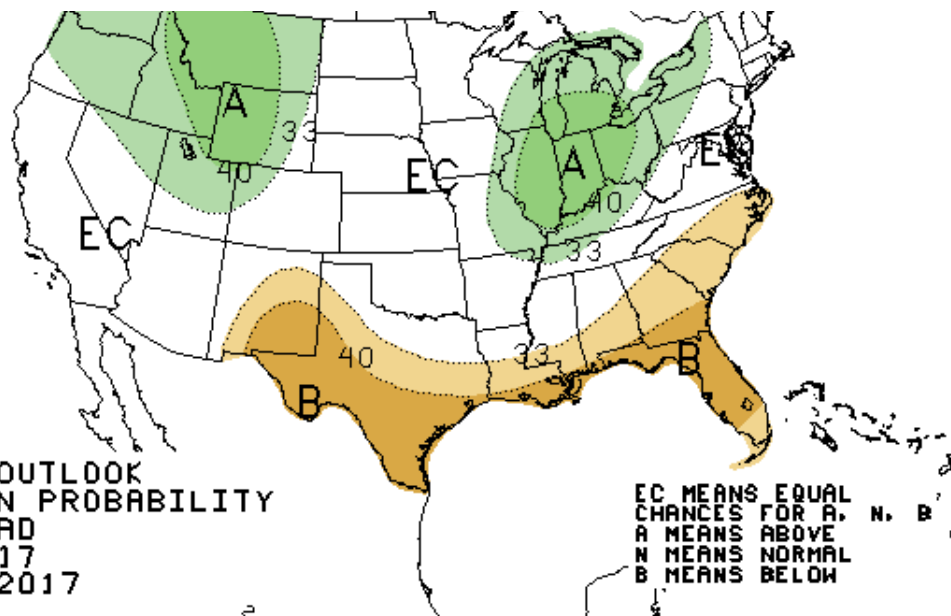 A
33
40
EC
A
E
40
EC
33
33
40
B
B
OUTLOOK
N PROBABILITY
AD
17
2017
EC MEANS EQUAL
CHANCES FOR A, N, B
A MEANS ABOVE
N MEANS NORMAL
B MEANS BELOW